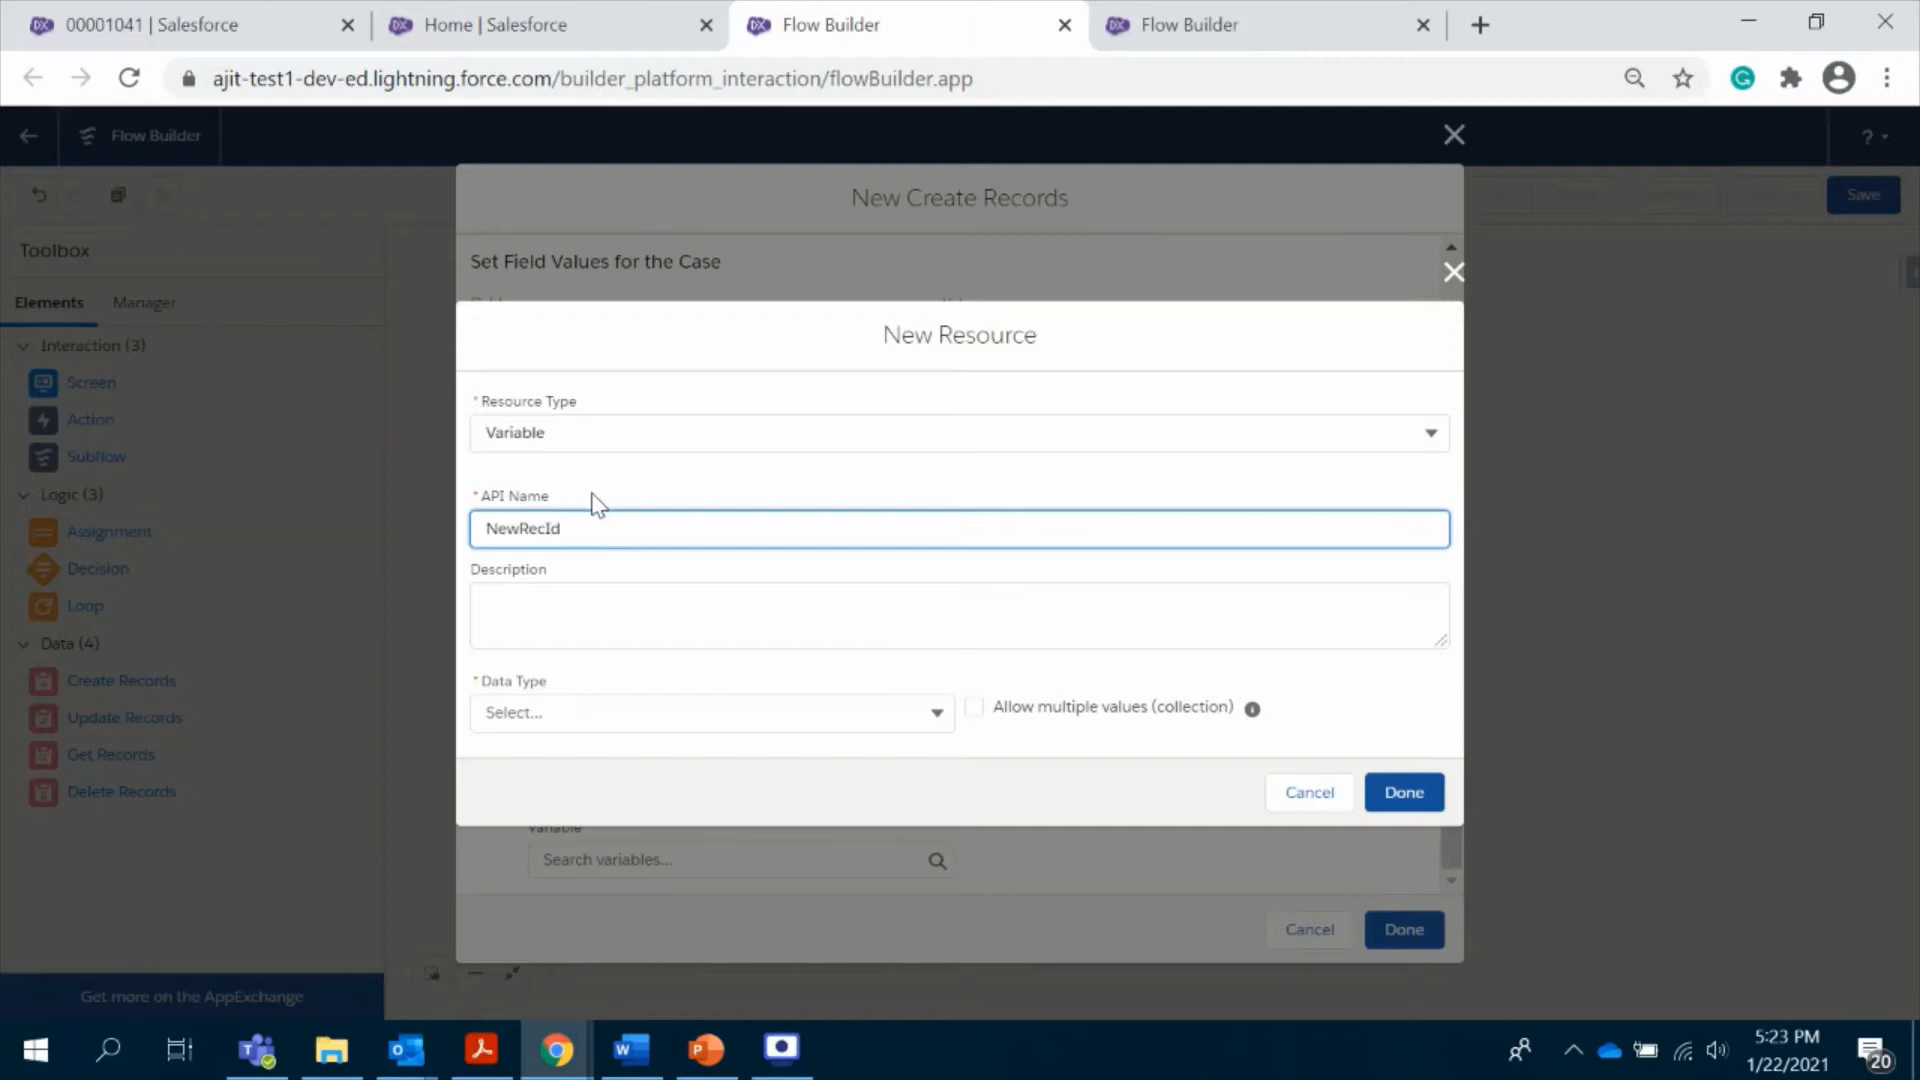 00001041 | Salesforce
Home | Salesforce
Flow Builder
Flow Builder
ajit-test1-dev-ed.lightning.force.com/builder_platform_interaction/flowBuilder.app
Flow Builder
?
New Create Records
Save
Toolbox
Set Field Values for the Case
Elements
Manager
New Resource
Interaction (3)
Screen
Action
Subflow
Logic (3)
Assignment
Decision
Loop
Data (4)
Create Records
Update Records
Get Records
Delete Records
* Resource Type
Variable
* API Name
NewRecId
Description
* Data Type
Select...
Allow multiple values (collection)
Cancel
Done
Variable
Search variables...
Cancel
Done
Get more on the AppExchange
5:23 PM
1/22/2021
20